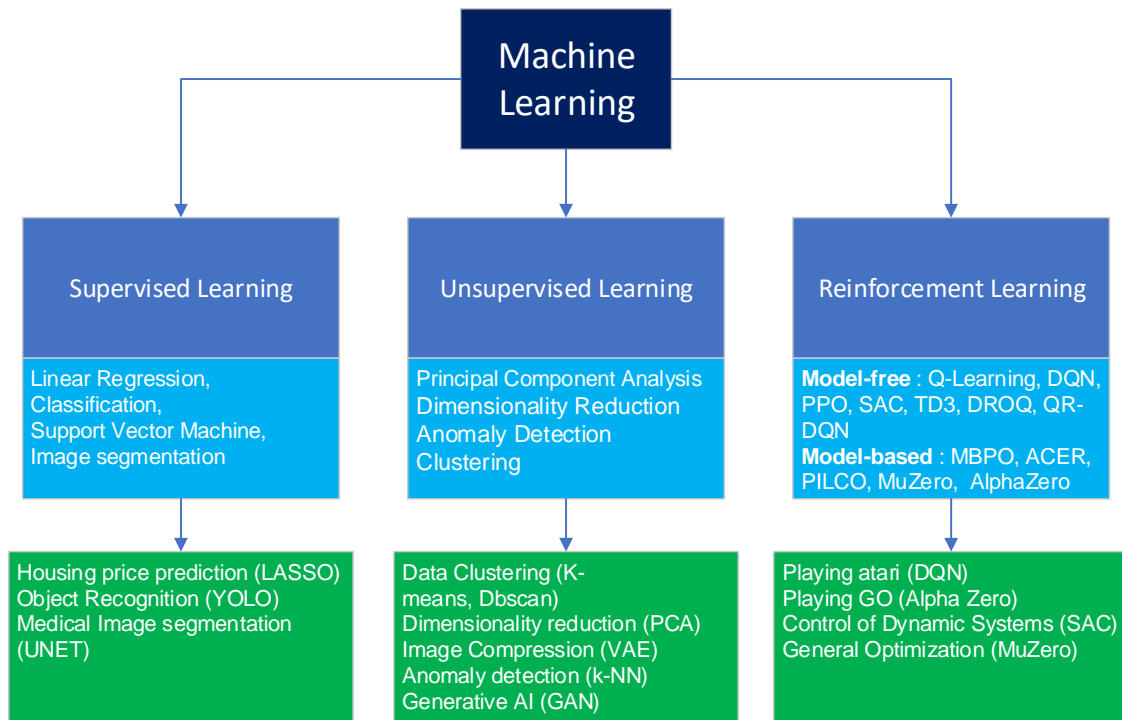 Machine
Learning
Supervised Learning
Linear Regression,
Classification,
Support Vector Machine,
Image segmentation
Housing price prediction (LASSO)
Object Recognition (YOLO)
Medical Image segmentation
(UNET)
Unsupervised Learning
Principal Component Analysis
Dimensionality Reduction
Anomaly Detection
Clustering
Data Clustering (K-
means, Dbscan)
Dimensionality reduction (PCA)
Image Compression (VAE)
Anomaly detection (k-NN)
Generative AI (GAN)
Reinforcement Learning
Model-free : Q-Learning, DQN,
PPO, SAC, TD3, DROQ, QR-
DQN
Model-based : MBPO, ACER,
PILCO, MuZero, AlphaZero
Playing atari (DQN)
Playing GO (Alpha Zero)
Control of Dynamic Systems (SAC)
General Optimization (MuZero)